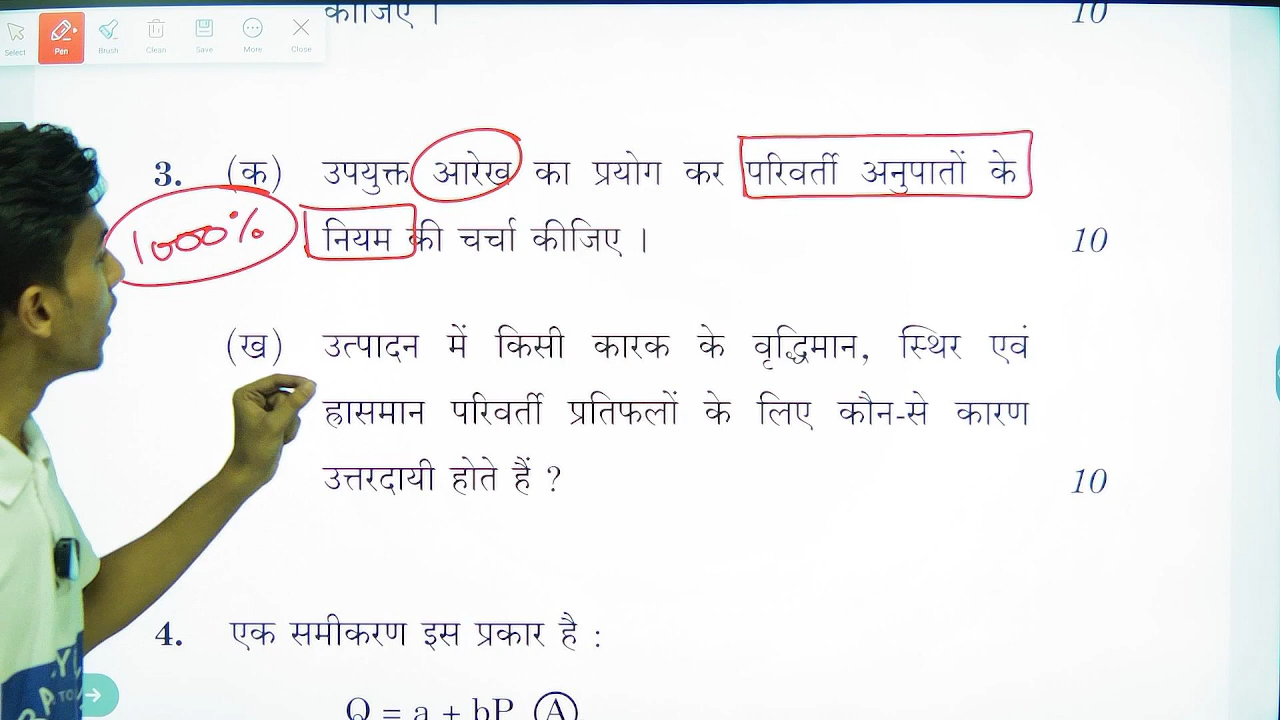 कीजिए ।
10
Select
Pen
Brush
Clean
Save
More
Close
3. (क) उपयुक्त आरेख का प्रयोग कर परिवर्ती अनुपातों के
1000%
नियम की चर्चा कीजिए ।
10
(ख) उत्पादन में किसी कारक के वृद्धिमान, स्थिर एवं
ह्रासमान परिवर्ती प्रतिफलों के लिए कौन-से कारण
उत्तरदायी होते हैं ?
10
4. एक समीकरण इस प्रकार है :
Q = a + bP (A)